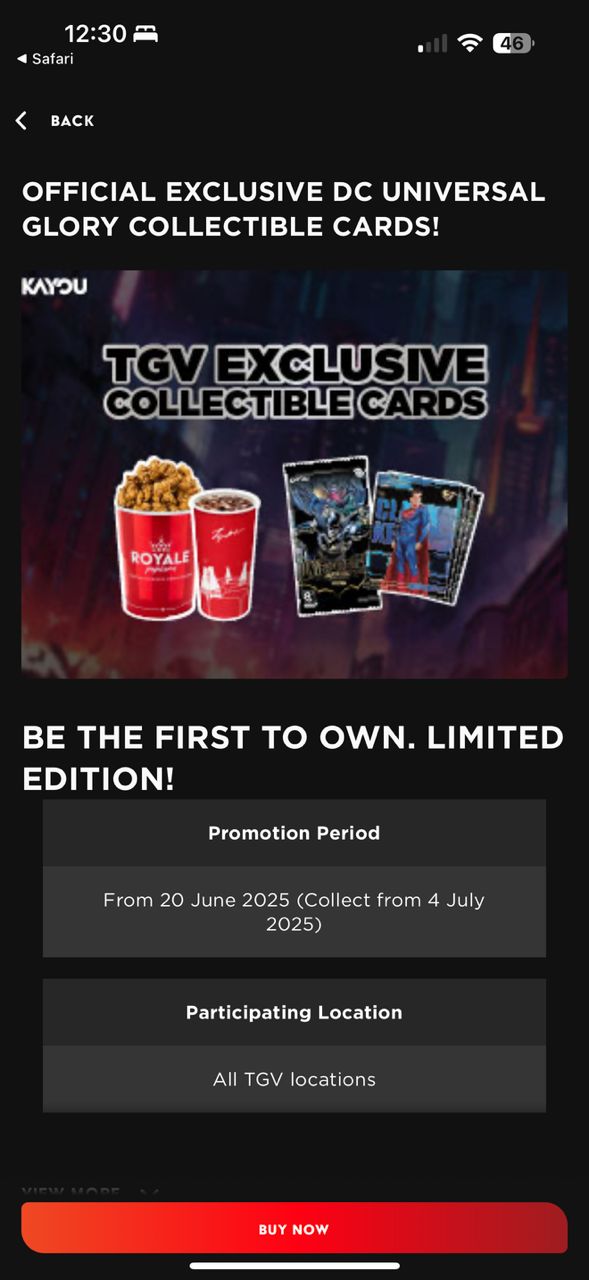 12:30
46
◀ Safari
BACK
OFFICIAL EXCLUSIVE DC UNIVERSAL
GLORY COLLECTIBLE CARDS!
KAYOU
TGV EXCLUSIVE
COLLECTIBLE CARDS
ROYALE
popcorn
8
BE THE FIRST TO OWN. LIMITED
EDITION!
Promotion Period
From 20 June 2025 (Collect from 4 July
2025)
Participating Location
All TGV locations
VIEW MORE
BUY NOW